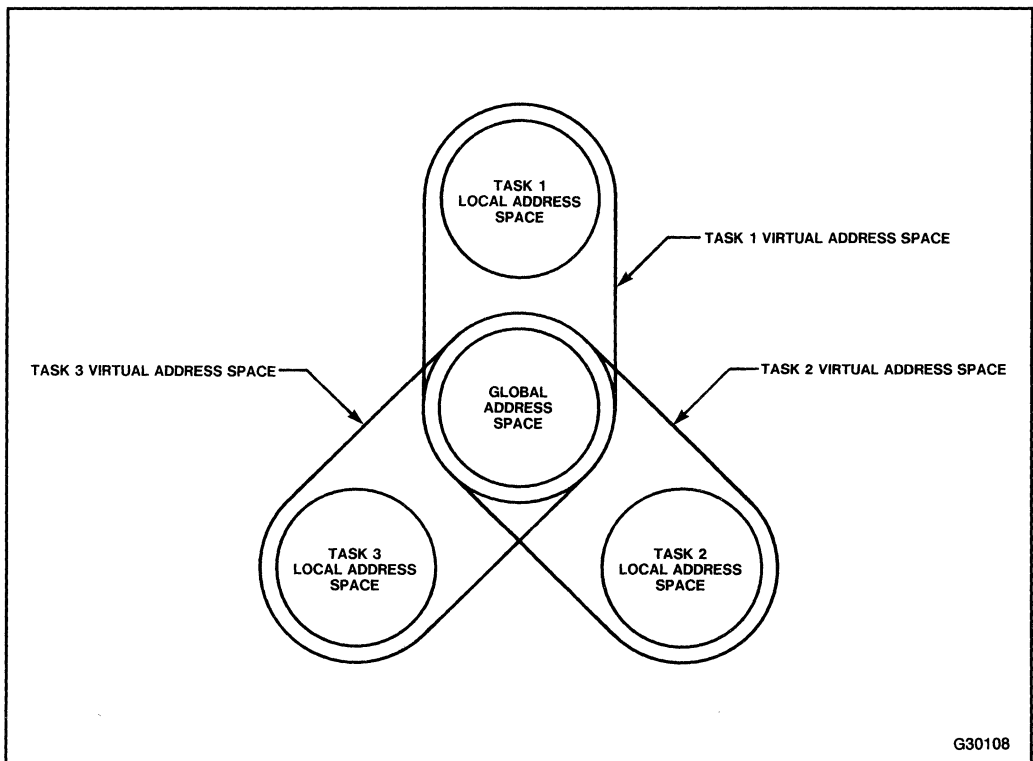 TASK 1
LOCAL ADDRESS
SPACE
TASK 1 VIRTUAL ADDRESS SPACE
TASK 3 VIRTUAL ADDRESS SPACE
GLOBAL
ADDRESS
SPACE
TASK 2 VIRTUAL ADDRESS SPACE
TASK 3
LOCAL ADDRESS
SPACE
TASK 2
LOCAL ADDRESS
SPACE
G30108